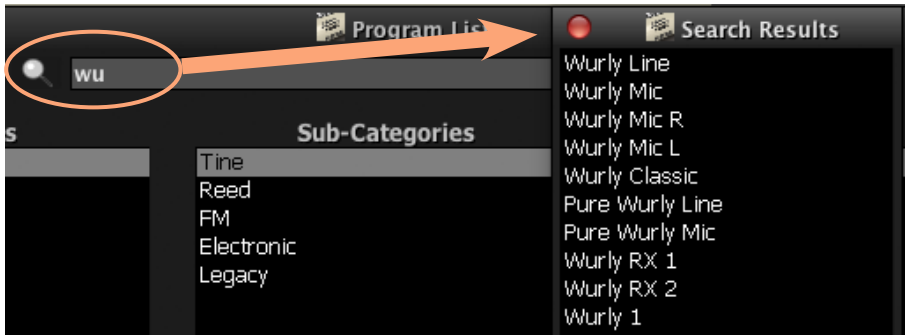 Program Lis
wu
s
Sub-Categories
Tine
Reed
FM
Electronic
Legacy
Search Results
Wurly Line
Wurly Mic
Wurly Mic R
Wurly Mic L
Wurly Classic
Pure Wurly Line
Pure Wurly Mic
Wurly RX 1
Wurly RX 2
Wurly 1